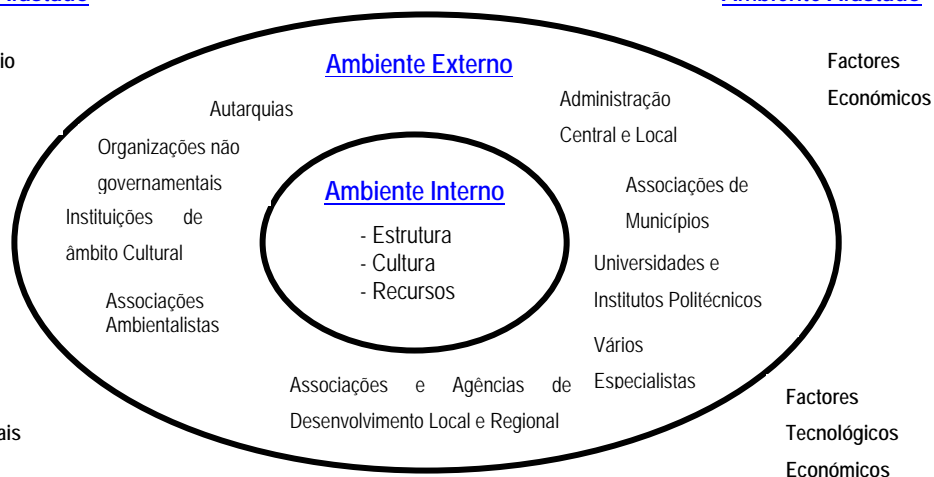 Ambiente Externo
Factores
Económicos
Autarquias
Administração
Central e Local
Organizações não
governamentais
Ambiente Interno
Associações de
Municípios
Instituições de
âmbito Cultural
- Estrutura
- Cultura
- Recursos
Universidades e
Institutos Politécnicos
Associações
Ambientalistas
Vários
Especialistas
Associações e Agências de
Desenvolvimento Local e Regional
Factores
Tecnológicos
Económicos